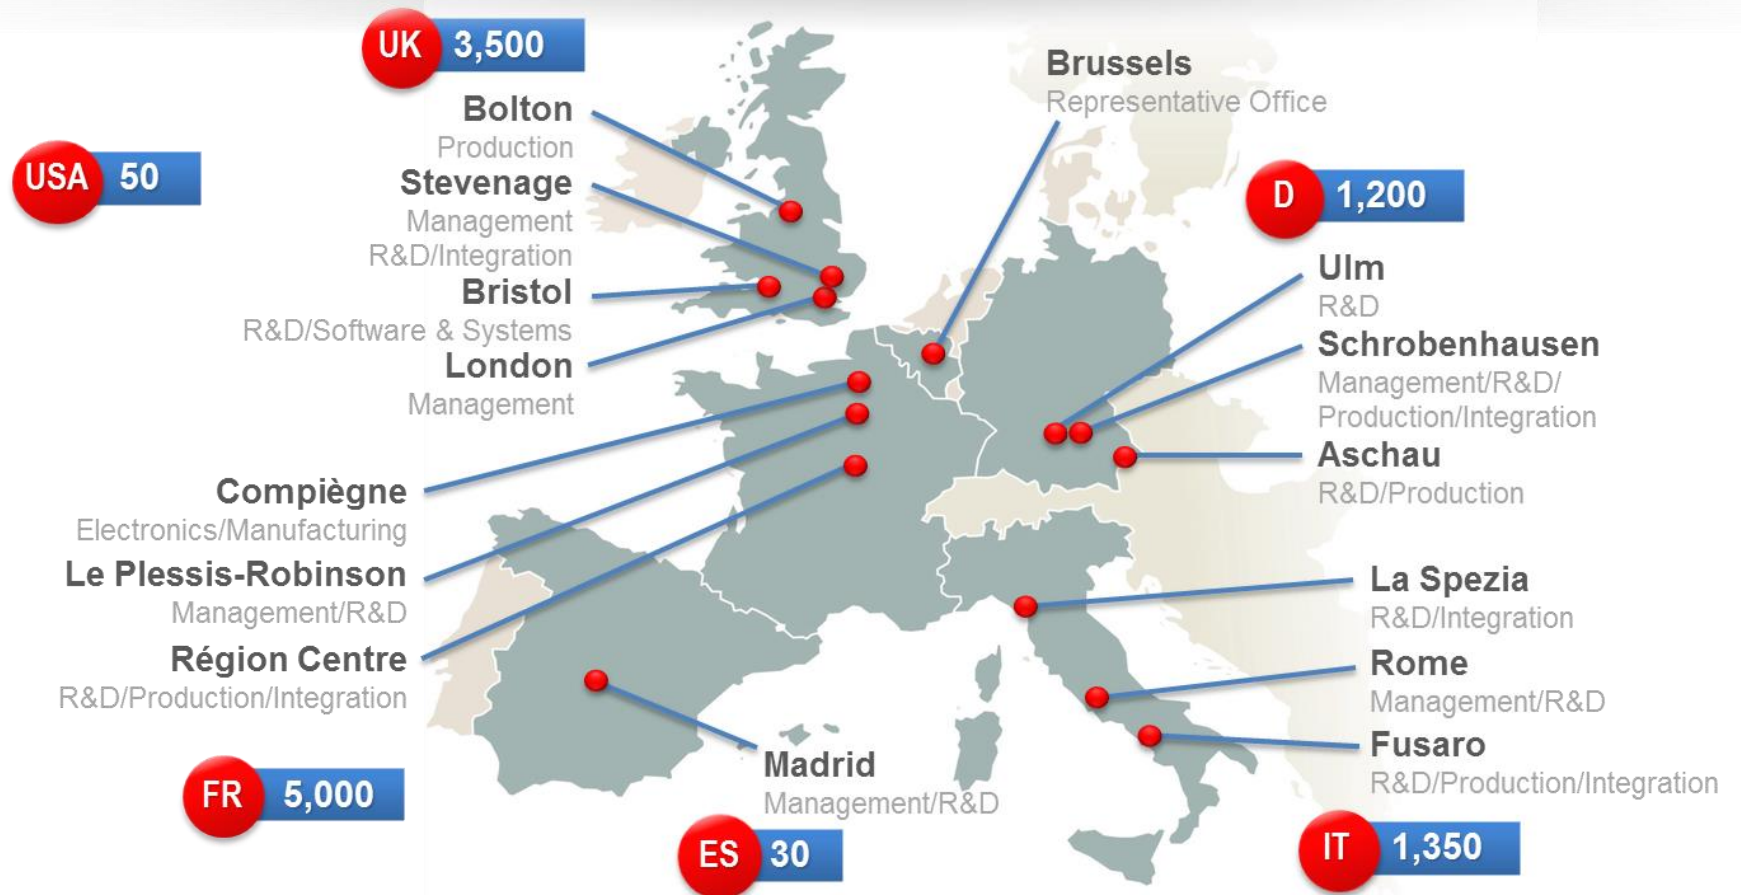 UK 3,500
Bolton
Production
Stevenage
Management
R&D/Integration
Bristol
R&D/Software & Systems
London
Management
USA 50
Brussels
Representative Office
D 1,200
Ulm
R&D
Schrobenhausen
Management/R&D/
Production/Integration
Aschau
R&D/Production
Compiègne
Electronics/Manufacturing
Le Plessis-Robinson
Management/R&D
Région Centre
R&D/Production/Integration
FR 5,000
Madrid
Management/R&D
ES 30
La Spezia
R&D/Integration
Rome
Management/R&D
Fusaro
R&D/Production/Integration
IT 1,350